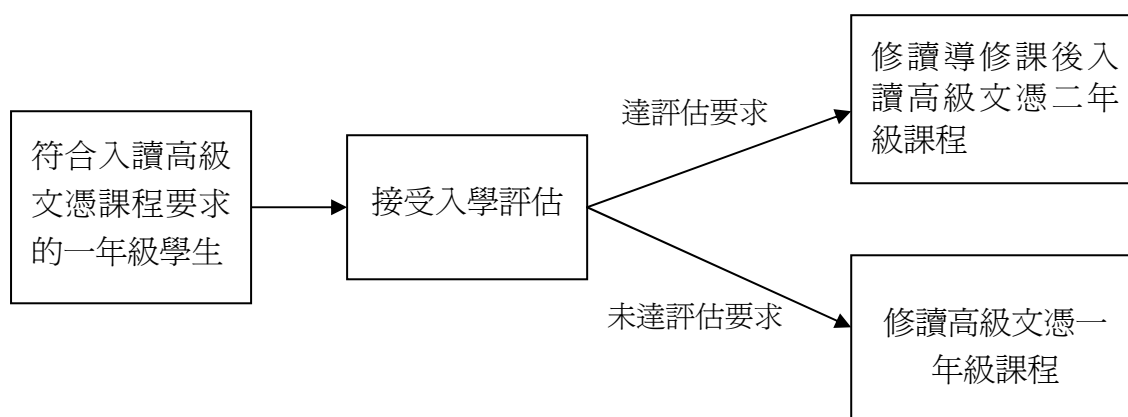 符合入讀高級
文憑課程要求
的一年級學生
接受入學評估
達評估要求
修讀導修課後入
讀高級文憑二年
級課程
未達評估要求
修讀高級文憑一
年級課程